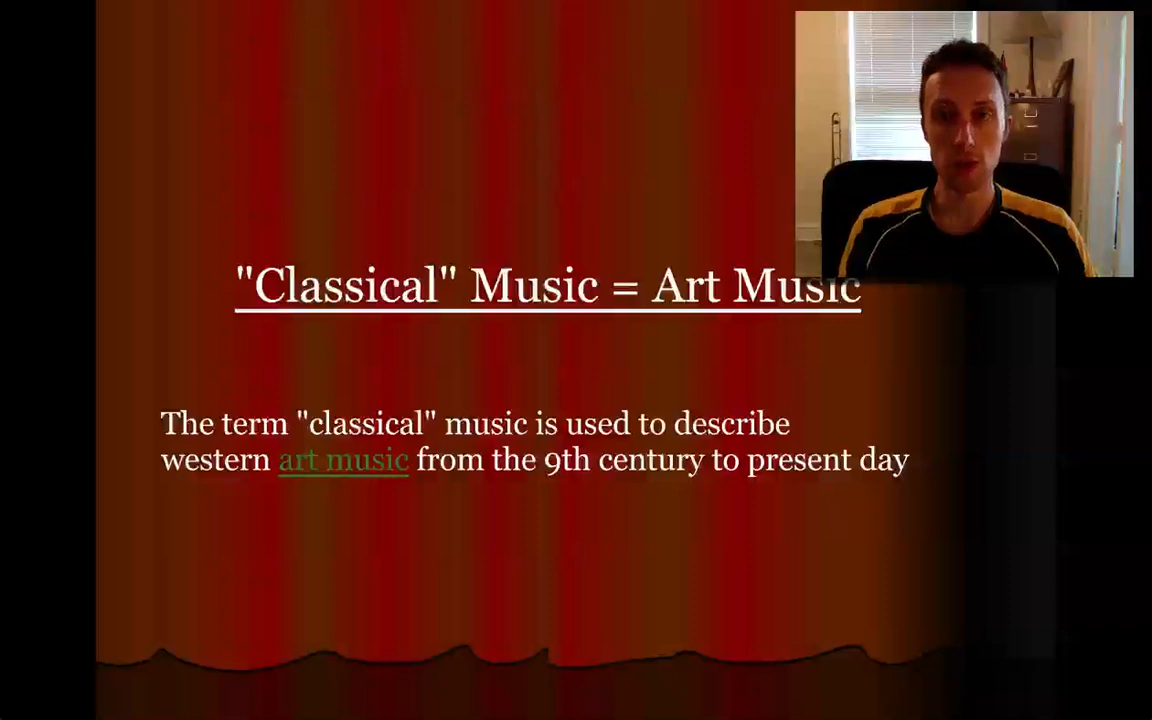 "Classical" Music = Art Music
The term "classical" music is used to describe
western art music from the 9th century to present day